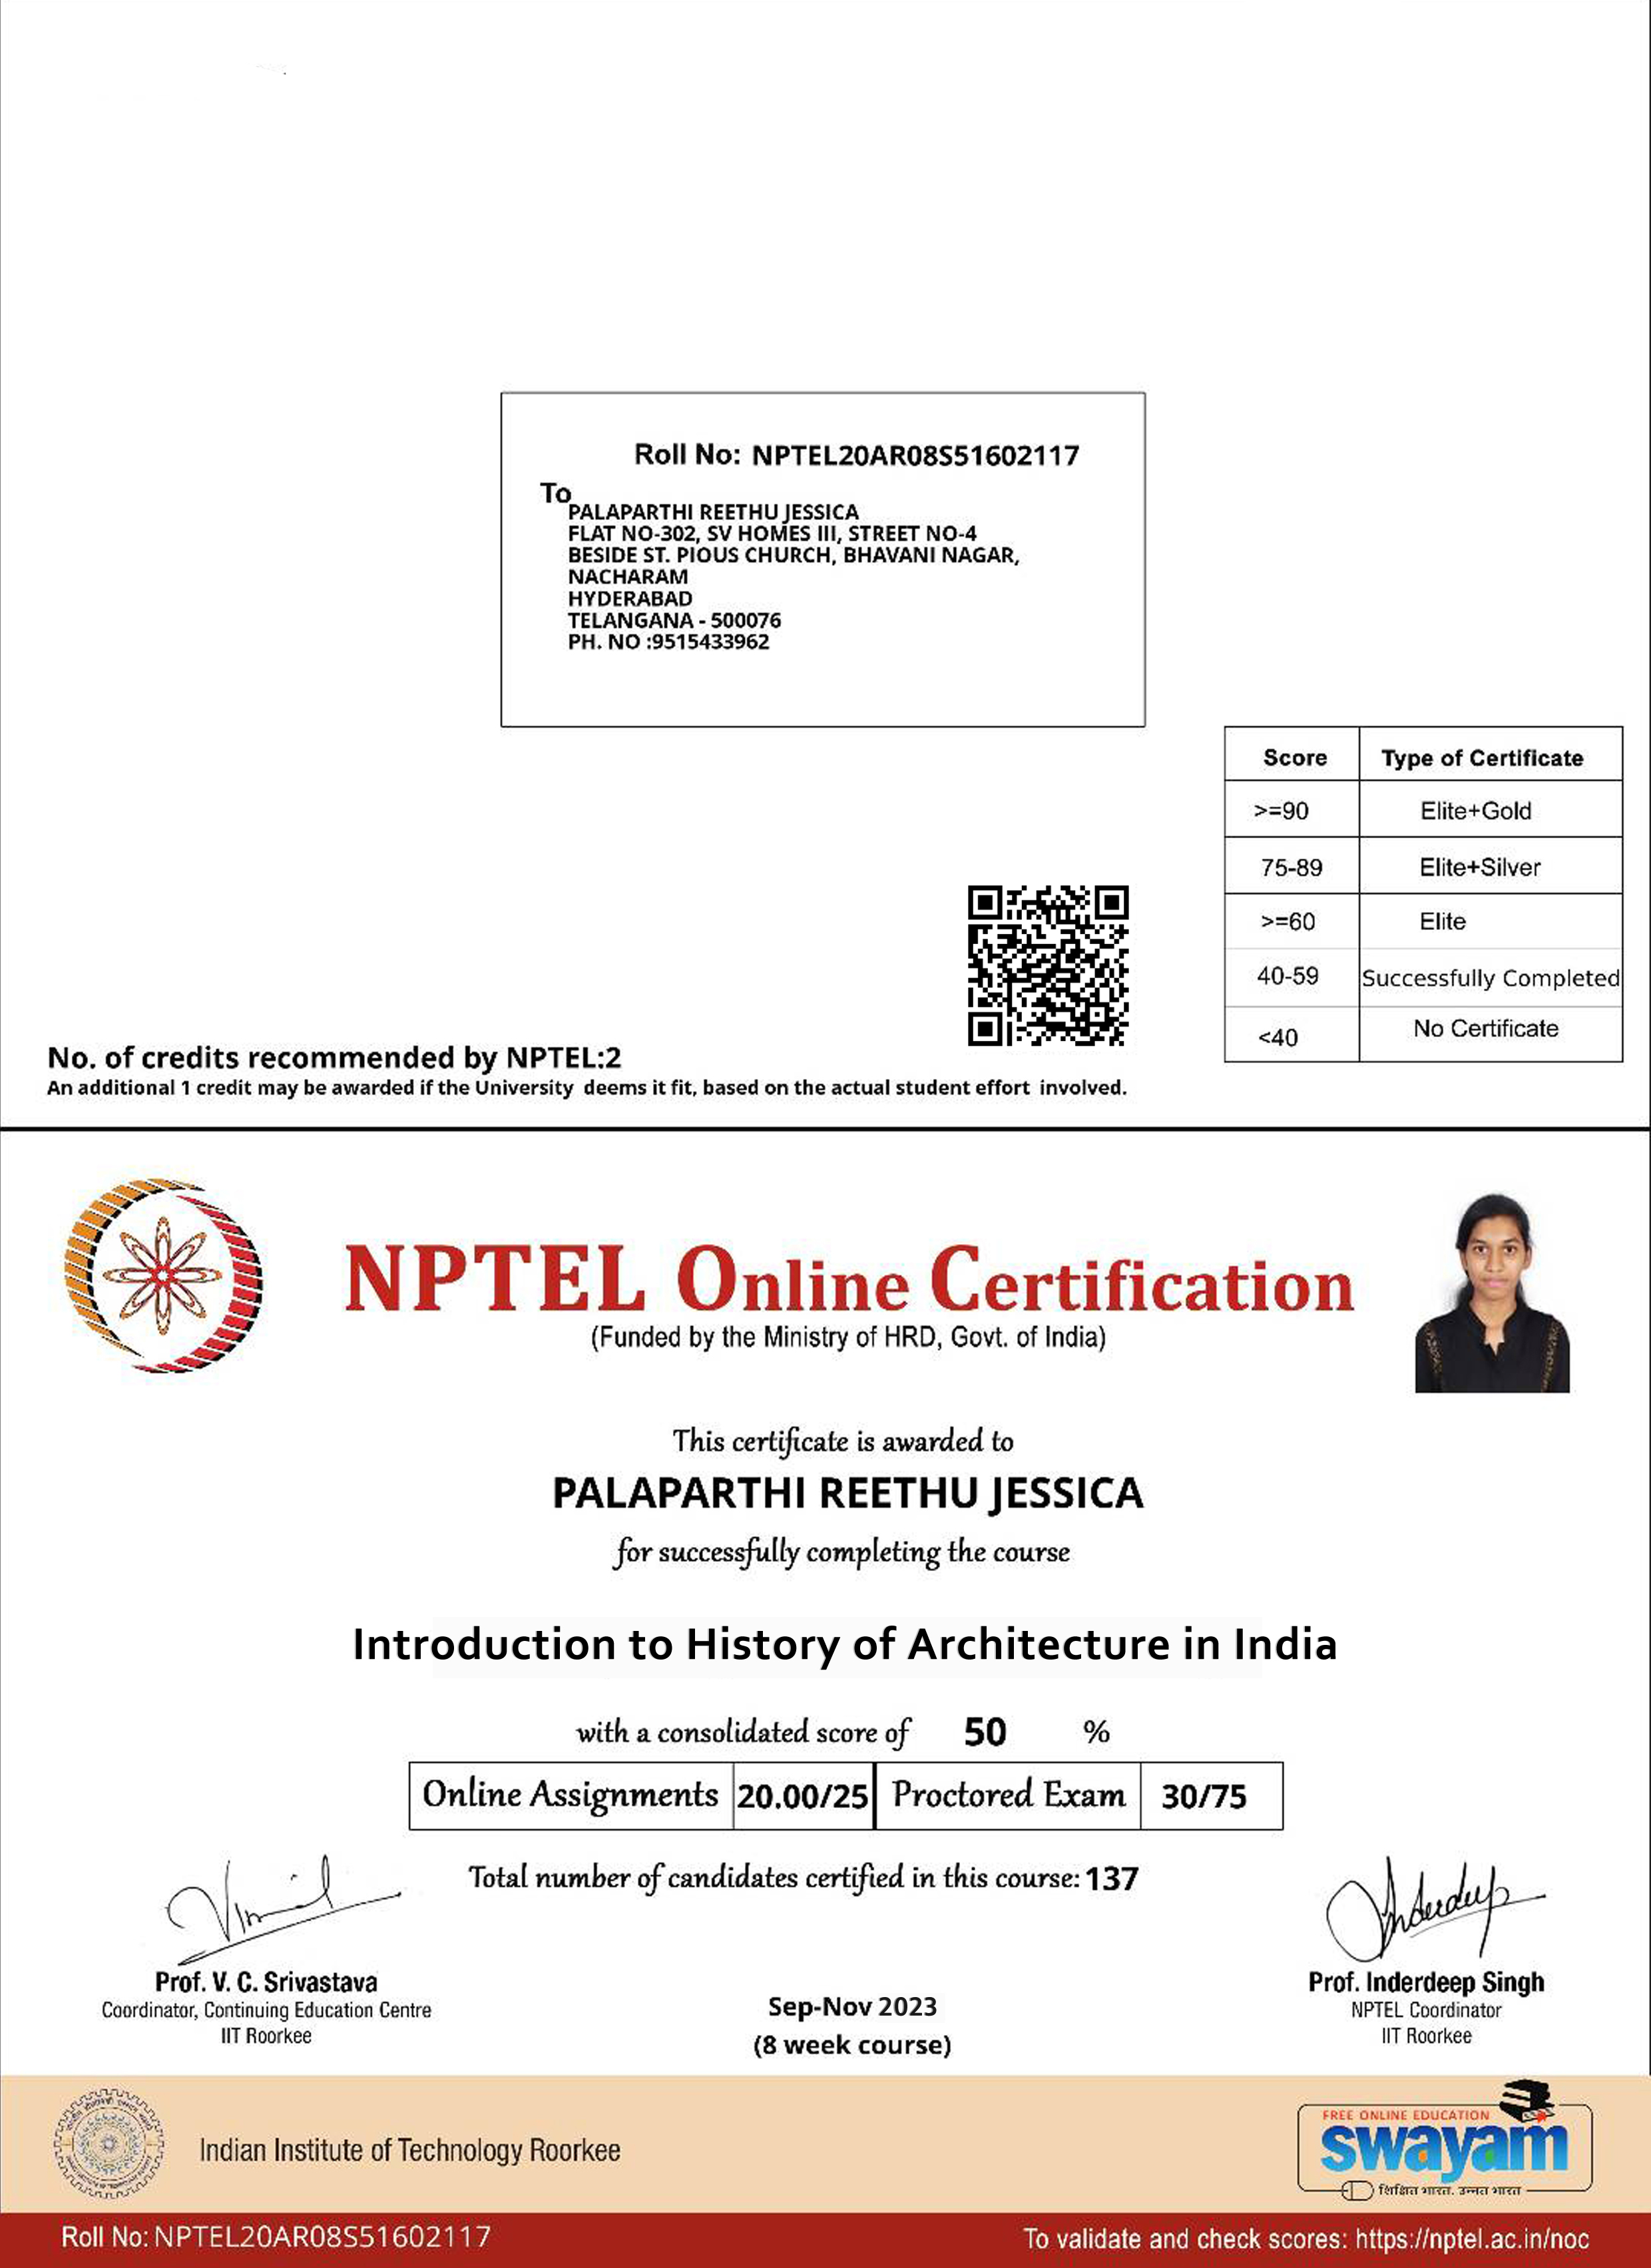 Roll No: NPTEL20AR08S51602117
To
PALAPARTHI REETHU JESSICA
FLAT NO-302, SV HOMES III, STREET NO-4
BESIDE ST. PIOUS CHURCH, BHAVANI NAGAR,
NACHARAM
HYDERABAD
TELANGANA - 500076
PH. NO :9515433962
Score Type of Certificate
>=90 Elite+Gold
75-89 Elite+Silver
>=60 Elite
40-59 Successfully Completed
<40 No Certificate
No. of credits recommended by NPTEL:2
An additional 1 credit may be awarded if the University deems it fit, based on the actual student effort involved.
NPTEL Online Certification
(Funded by the Ministry of HRD, Govt. of India)
This certificate is awarded to
PALAPARTHI REETHU JESSICA
for successfully completing the course
Introduction to History of Architecture in India
with a consolidated score of 50 %
Online Assignments 20.00/25 Proctored Exam 30/75
Total number of candidates certified in this course: 137
Vimil
Inderdeep
Prof. V. C. Srivastava
Coordinator, Continuing Education Centre
IIT Roorkee
Sep-Nov 2023
(8 week course)
Prof. Inderdeep Singh
NPTEL Coordinator
IIT Roorkee
Indian Institute of Technology Roorkee
FREE ONLINE EDUCATION
swayam
शिक्षित भारत, उन्नत भारत
Roll No: NPTEL20AR08S51602117
To validate and check scores: https://nptel.ac.in/noc